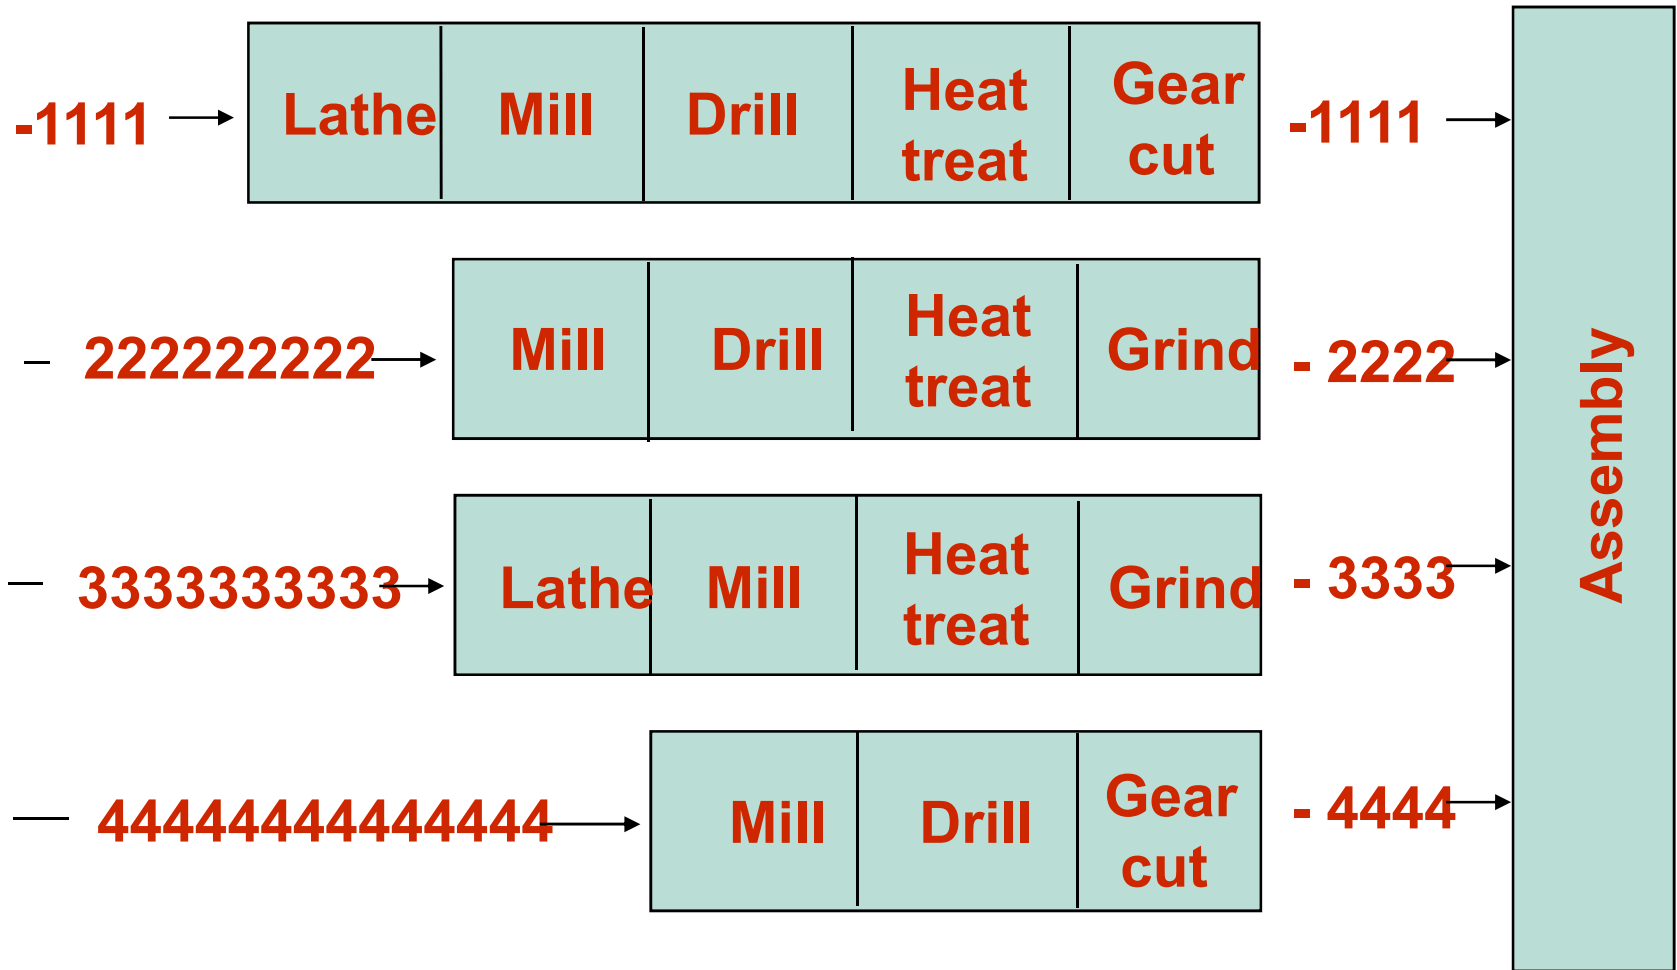 -1111
Lathe
Mill
Drill
Heat
treat
Gear
cut
-1111
222222222
Mill
Drill
Heat
treat
Grind
- 2222
3333333333
Lathe
Mill
Heat
treat
Grind
- 3333
44444444444444
Mill
Drill
Gear
cut
- 4444
Assembly